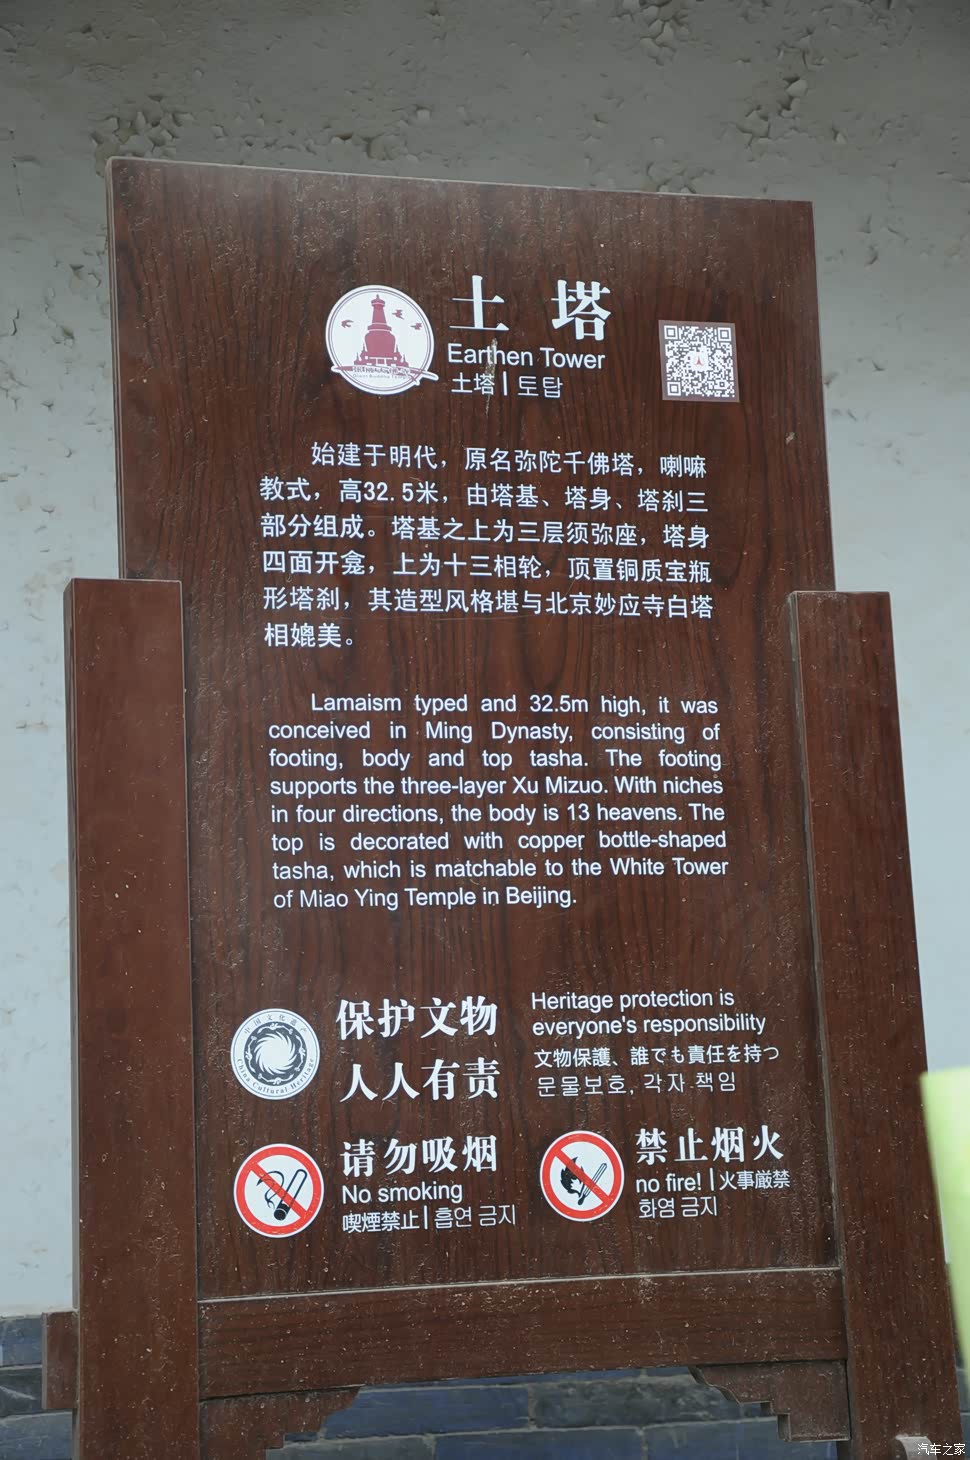 土 塔
Earthen Tower
土塔 | 토탑
始建于明代，原名弥陀千佛塔，喇嘛
教式，高32.5米，由塔基、塔身、塔刹三
部分组成。塔基之上为三层须弥座，塔身
四面开龛，上为十三相轮，顶置铜质宝瓶
形塔刹，其造型风格堪与北京妙应寺白塔
相媲美。
Lamaism typed and 32.5m high, it was
conceived in Ming Dynasty, consisting of
footing, body and top tasha. The footing
supports the three-layer Xu Mizuo. With niches
in four directions, the body is 13 heavens. The
top is decorated with copper bottle-shaped
tasha, which is matchable to the White Tower
of Miao Ying Temple in Beijing.
中国文化遗产
China Cultural Heritage
保护文物
人人有责
Heritage protection is
everyone's responsibility
文物保護、誰でも責任を持つ
문물보호, 각자 책임
请勿吸烟
No smoking
喫煙禁止 | 흡연 금지
禁止烟火
no fire! | 火事厳禁
화염 금지
汽车之家